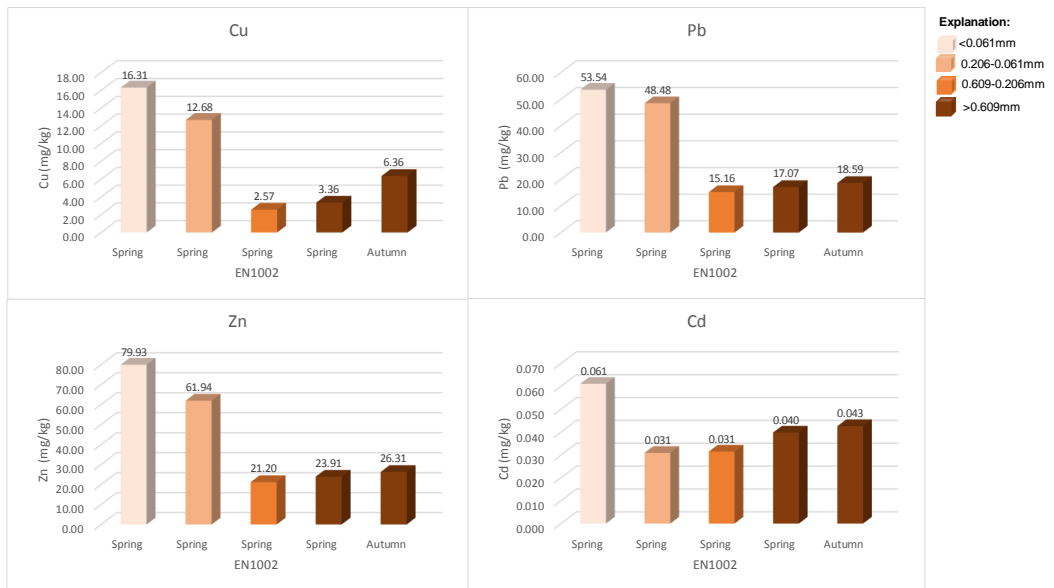 Cu
18.00
16.00
14.00
12.00
10.00
8.00
6.00
4.00
2.00
0.00
Cu (mg/kg)
16.31
12.68
2.57
3.36
6.36
Spring Spring Spring Spring Autumn
EN1002
Pb
60.00
50.00
40.00
30.00
20.00
10.00
0.00
Pb (mg/kg)
53.54
48.48
15.16
17.07
18.59
Spring Spring Spring Spring Autumn
EN1002
Explanation:
<0.061mm
0.206-0.061mm
0.609-0.206mm
>0.609mm
Zn
80.00
70.00
60.00
50.00
40.00
30.00
20.00
10.00
0.00
Zn (mg/kg)
79.93
61.94
21.20
23.91
26.31
Spring Spring Spring Spring Autumn
EN1002
Cd
0.070
0.060
0.050
0.040
0.030
0.020
0.010
0.000
Cd (mg/kg)
0.061
0.031
0.031
0.040
0.043
Spring Spring Spring Spring Autumn
EN1002